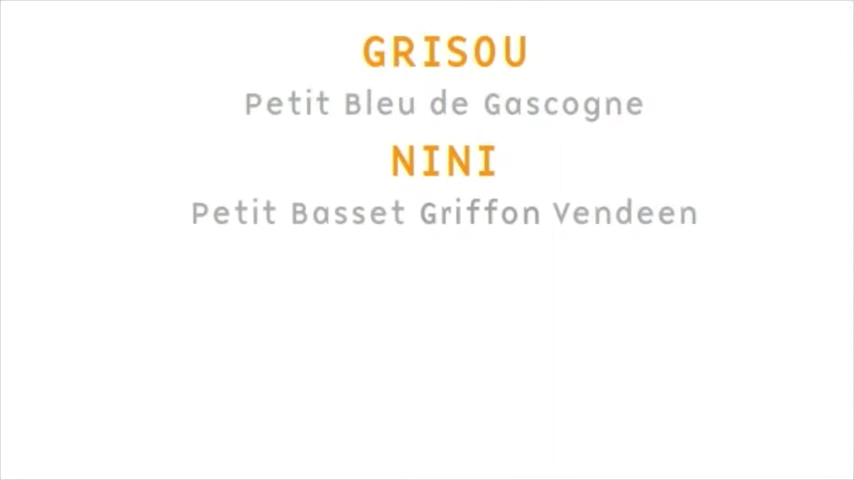 GRISOU
Petit Bleu de Gascogne
NINI
Petit Basset Griffon Vendeen